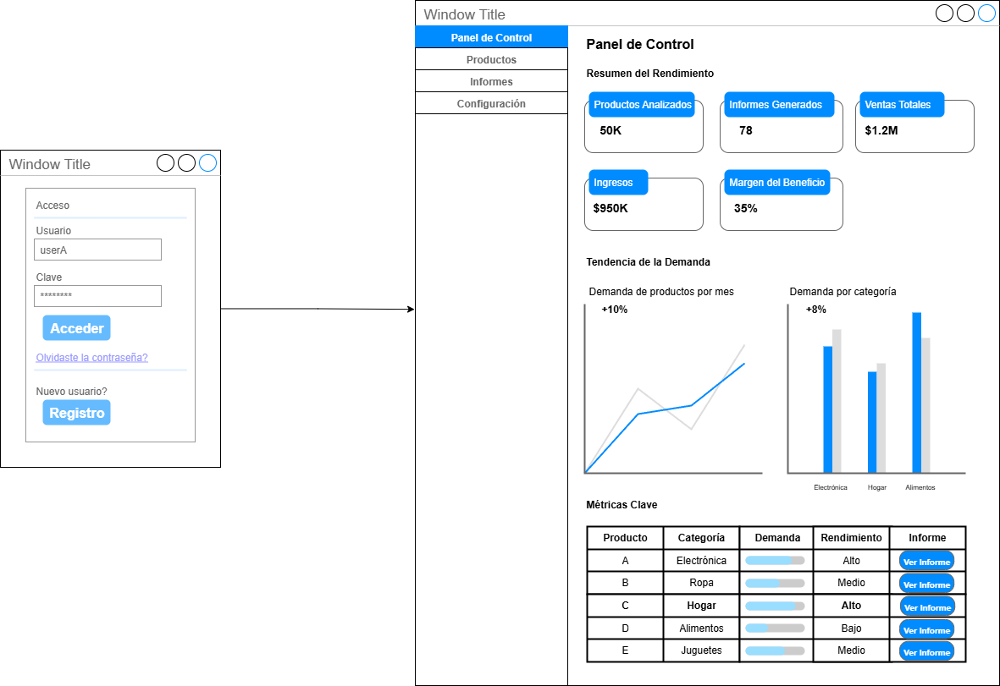 Window Title
Acceso
Usuario
userA
Clave
********
Acceder
Olvidaste la contraseña?
Nuevo usuario?
Registro
Window Title
Panel de Control
Productos
Informes
Configuración
Panel de Control
Resumen del Rendimiento
Productos Analizados
50K
Informes Generados
78
Ventas Totales
$1.2M
Ingresos
$950K
Margen del Beneficio
35%
Tendencia de la Demanda
Demanda de productos por mes
+10%
Demanda por categoría
+8%
Electrónica Hogar Alimentos
Métricas Clave
Producto Categoría Demanda Rendimiento Informe
A Electrónica Alto Ver Informe
B Ropa Medio Ver Informe
C Hogar Alto Ver Informe
D Alimentos Bajo Ver Informe
E Juguetes Medio Ver Informe